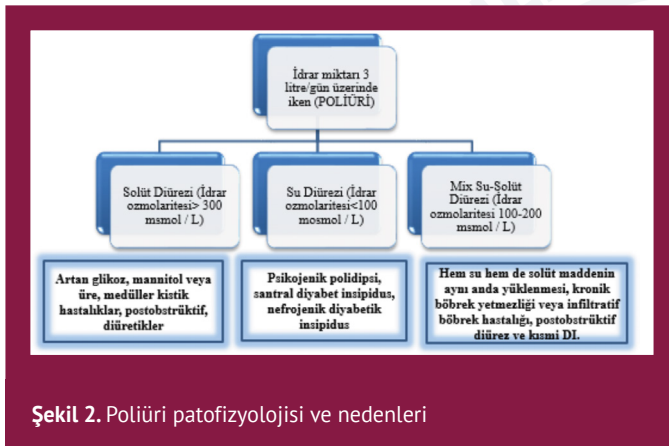 İdrar miktarı 3
litre/gün üzerinde
iken (POLİÜRİ)
Solüt Diürezi (İdrar
ozmolaritesi> 300
msmol / L)
Su Diürezi (İdrar
ozmolaritesi<100
mosmol / L)
Mix Su-Solüt
Diürezi (İdrar
ozmolaritesi 100-200
msmol / L)
Artan glikoz, mannitol veya
üre, medüller kistik
hastalıklar, postobstrüktif,
diüretikler
Psikojenik polidipsi,
santral diyabet insipidus,
nefrojenik diyabetik
insipidus
Hem su hem de solüt maddenin
aynı anda yüklenmesi, kronik
böbrek yetmezliği veya infiltratif
böbrek hastalığı, postobstrüktif
diürez ve kısmi DI.
Şekil 2. Poliüri patofizyolojisi ve nedenleri